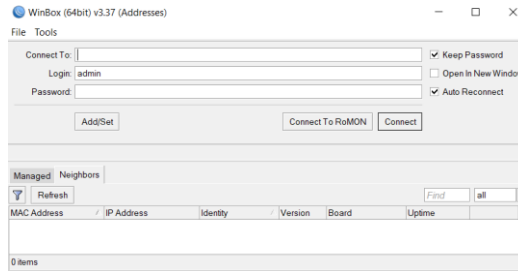 WinBox (64bit) v3.37 (Addresses)
File Tools
Connect To: Keep Password
Login: admin Open In New Windo
Password: Auto Reconnect
Add/Set Connect To RoMON Connect
Managed Neighbors
Refresh Find all
MAC Address IP Address Identity Version Board Uptime
0 items